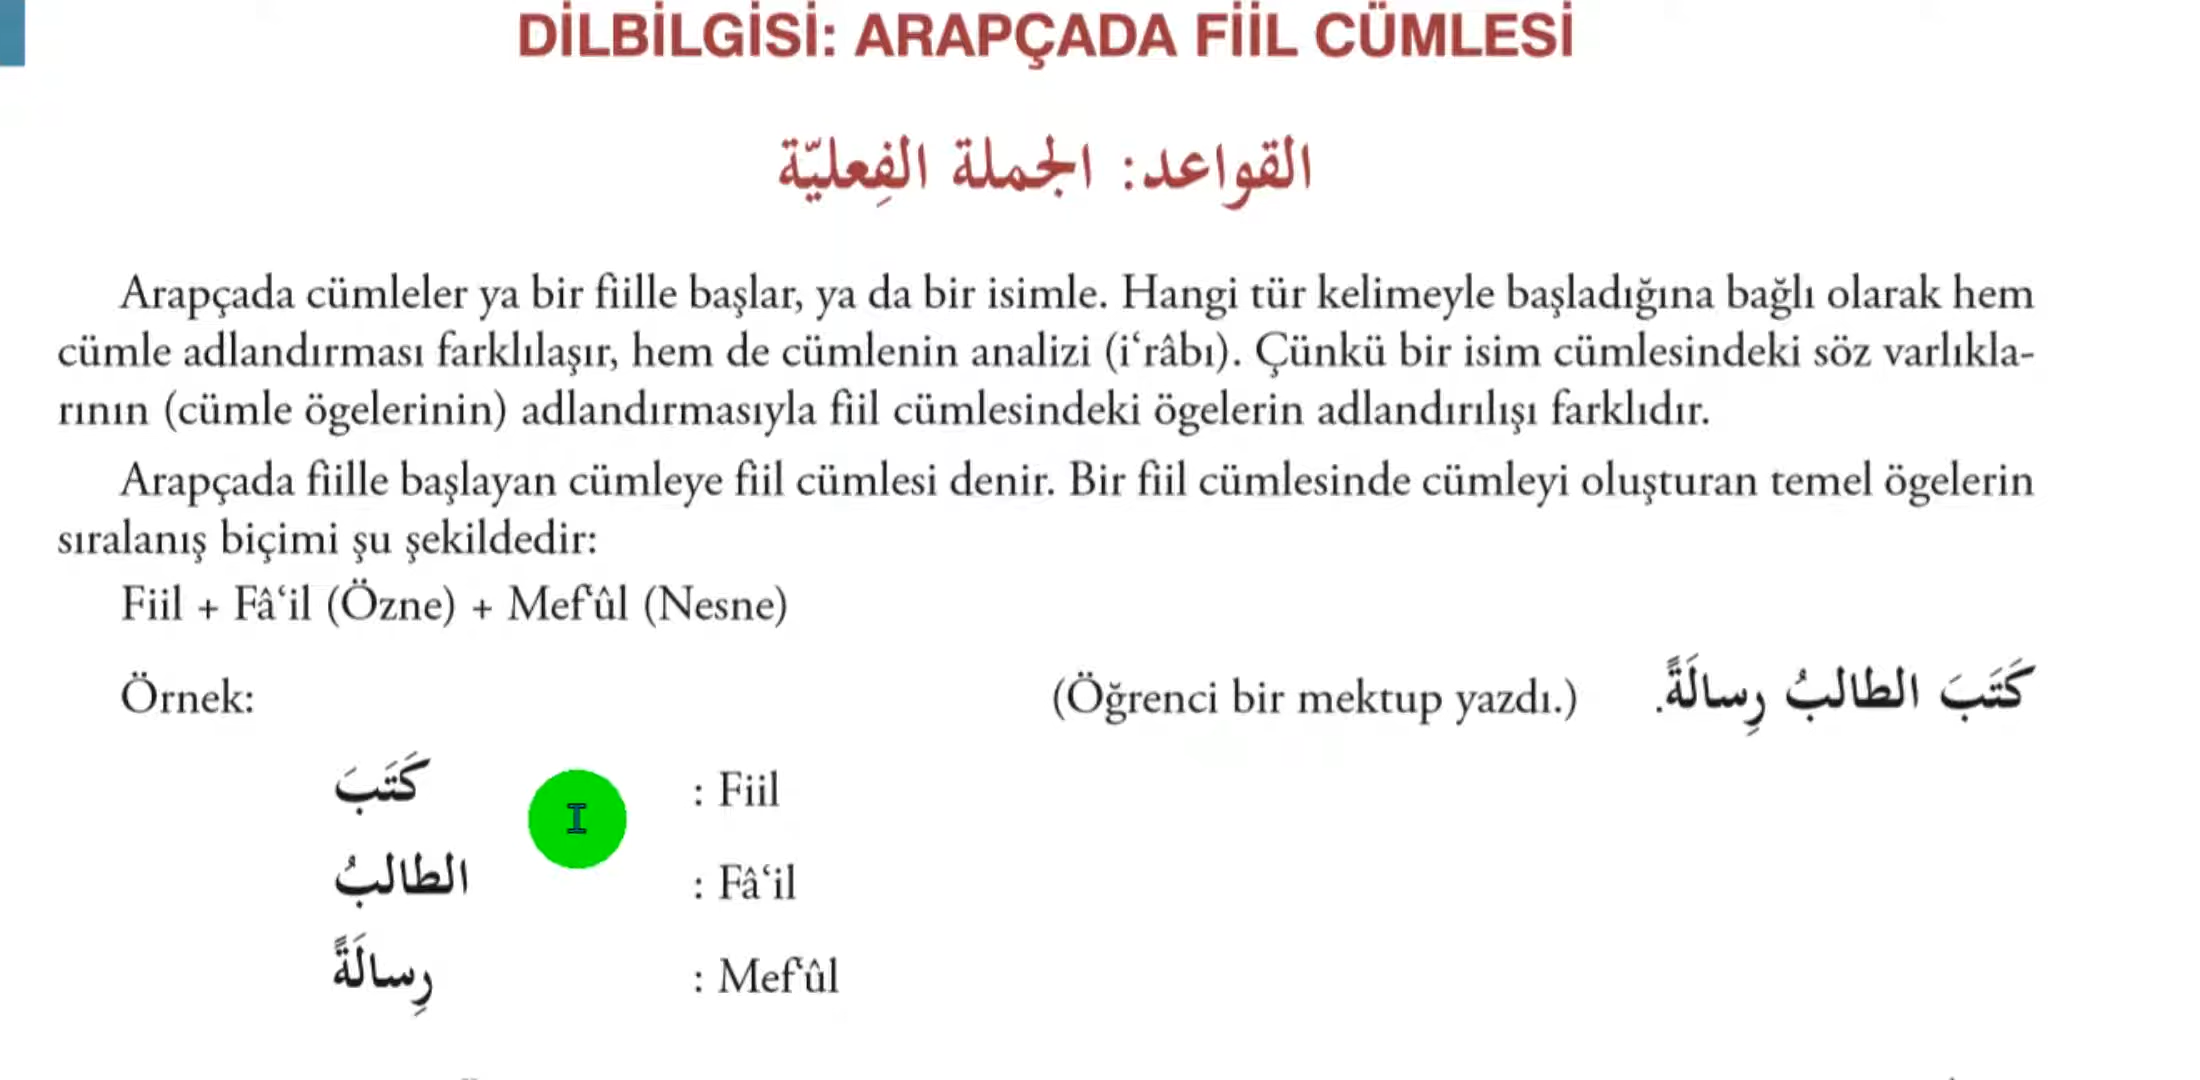 DİLBİLGİSİ: ARAPÇADA FİİL CÜMLESİ
القواعد: الجملة الفِعليّة
Arapçada cümleler ya bir fiille başlar, ya da bir isimle. Hangi tür kelimeyle başladığına bağlı olarak hem
cümle adlandırması farklılaşır, hem de cümlenin analizi (i‘râbı). Çünkü bir isim cümlesindeki söz varlıkla-
rının (cümle ögelerinin) adlandırmasıyla fiil cümlesindeki ögelerin adlandırılışı farklıdır.
Arapçada fiille başlayan cümleye fiil cümlesi denir. Bir fiil cümlesinde cümleyi oluşturan temel ögelerin
sıralanış biçimi şu şekildedir:
Fiil + Fâ‘il (Özne) + Mef‘ûl (Nesne)
Örnek: (Öğrenci bir mektup yazdı.) كَتَبَ الطالبُ رِسالَةً.
كَتَبَ : Fiil
الطالبُ : Fâ‘il
رِسالَةً : Mef‘ûl